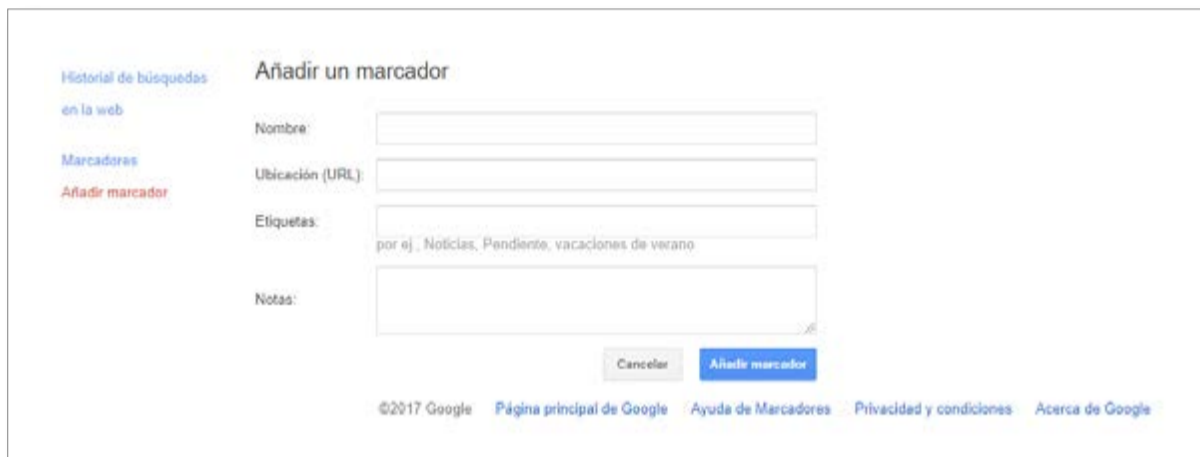 Historial de búsquedas
en la web
Marcadores
Añadir marcador
Añadir un marcador
Nombre:
Ubicación (URL):
Etiquetas:
por ej., Noticias, Pendiente, vacaciones de verano
Notas:
Cancelar
Añadir marcador
©2017 Google Página principal de Google Ayuda de Marcadores Privacidad y condiciones Acerca de Google